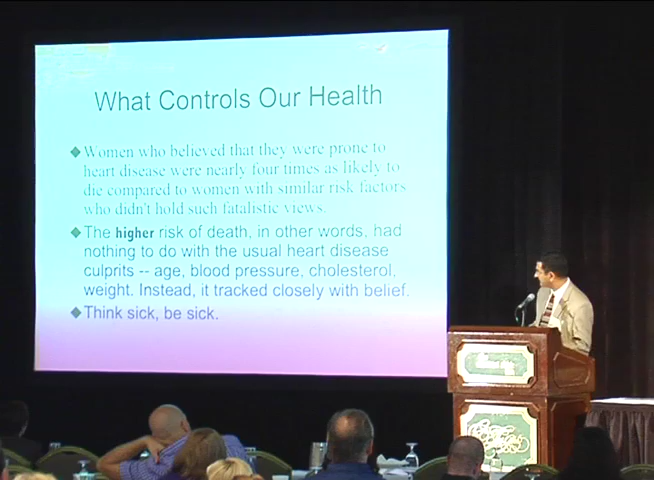 What Controls Our Health
Women who believed that they were prone to
heart disease were nearly four times as likely to
die compared to women with similar risk factors
who didn't hold such fatalistic views.
The higher risk of death, in other words, had
nothing to do with the usual heart disease
culprits -- age, blood pressure, cholesterol,
weight. Instead, it tracked closely with belief.
Think sick, be sick.